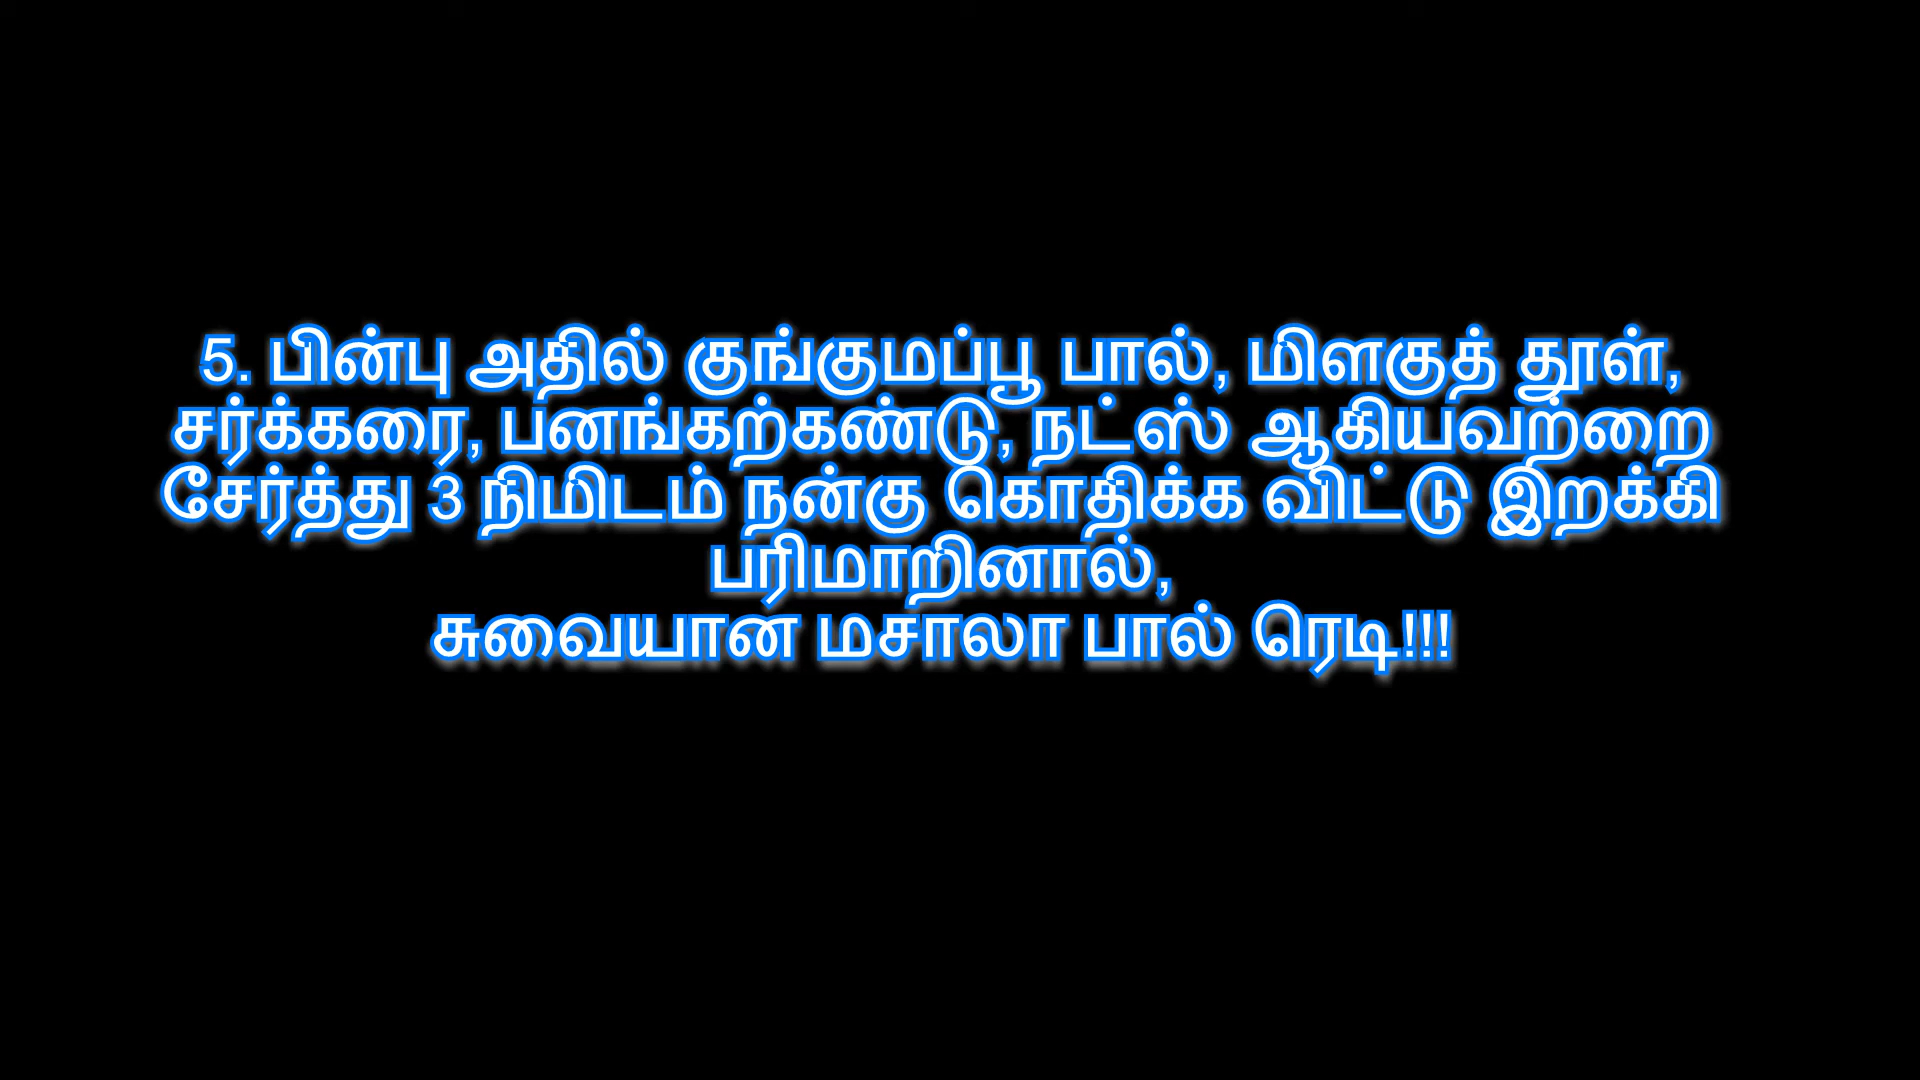 5. பின்பு அதில் குங்குமப்பூ பால், மிளகுத் தூள்,
சர்க்கரை, பனங்கற்கண்டு, நட்ஸ் ஆகியவற்றை
சேர்த்து 3 நிமிடம் நன்கு கொதிக்க விட்டு இறக்கி
பரிமாறினால்,
சுவையான மசாலா பால் ரெடி!!!